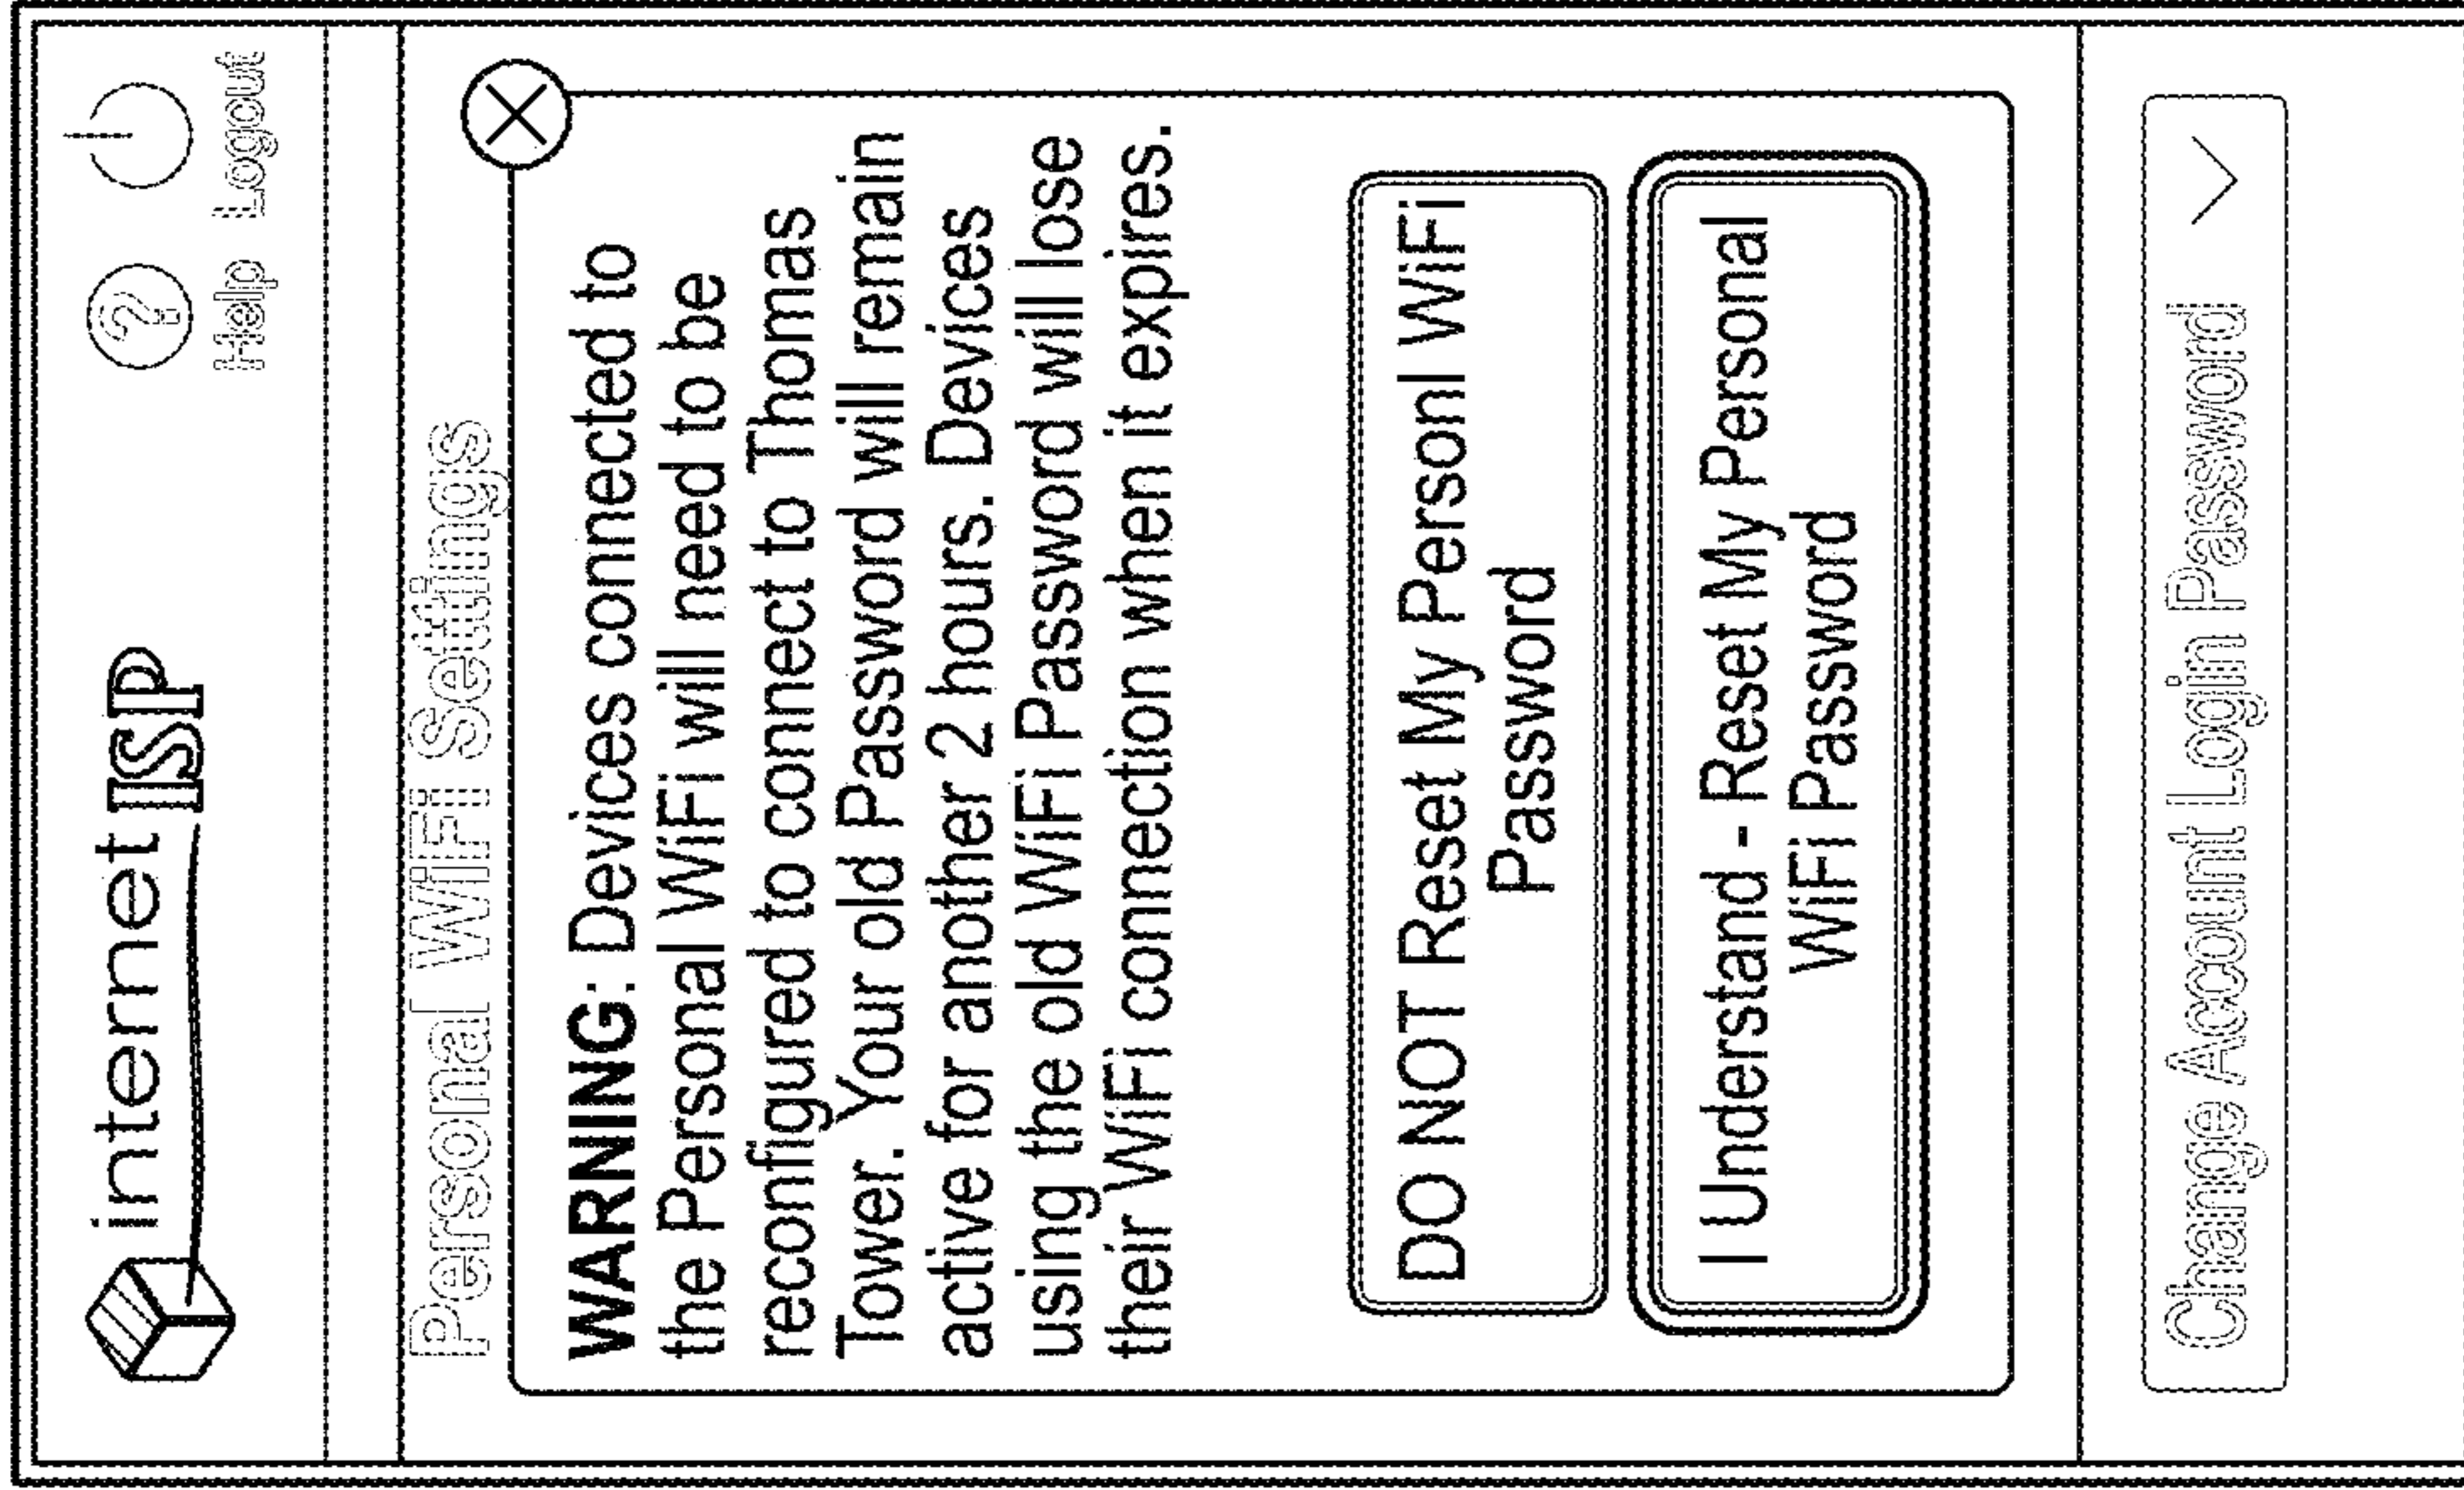 internet ISP
?
Help Logout
Personal WiFi Settings
WARNING: Devices connected to
the Personal WiFi will need to be
reconfigured to connect to Thomas
Tower. Your old Password will remain
active for another 2 hours. Devices
using the old WiFi Password will lose
their WiFi connection when it expires.
DO NOT Reset My Personl WiFi
Password
I Understand - Reset My Personal
WiFi Password
Change Account Login Password